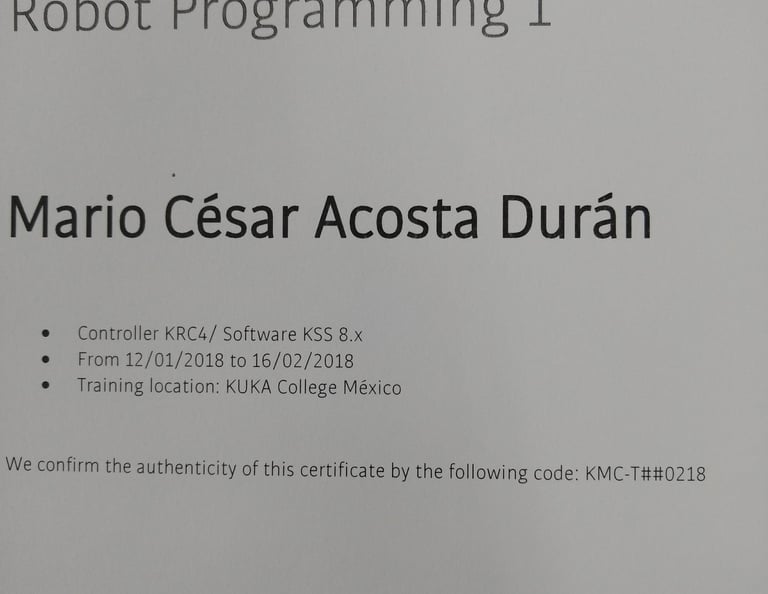 Robot Programming 1
Mario César Acosta Durán
• Controller KRC4/ Software KSS 8.x
• From 12/01/2018 to 16/02/2018
• Training location: KUKA College México
We confirm the authenticity of this certificate by the following code: KMC-T##0218